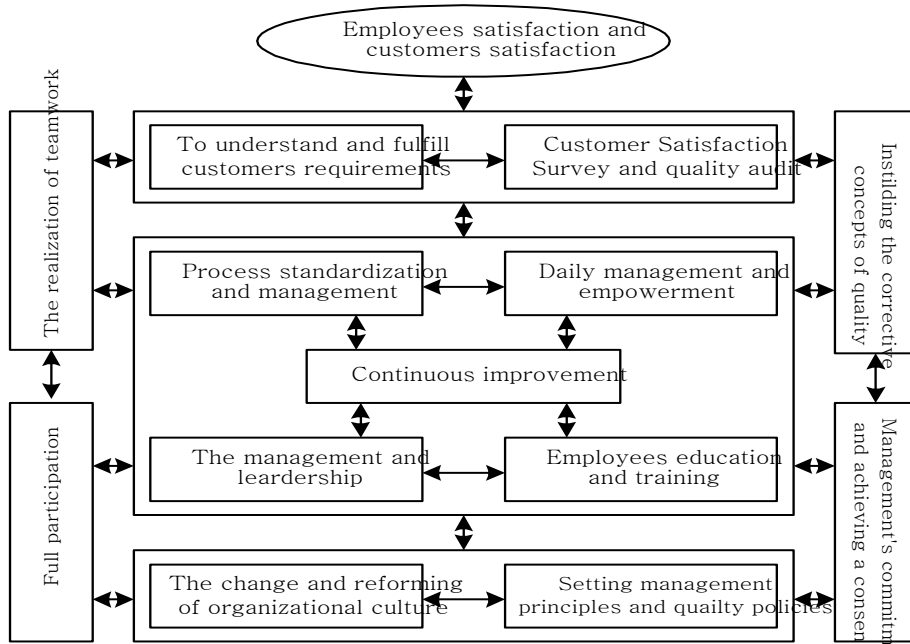 Employees satisfaction and
customers satisfaction
The realization of teamwork
To understand and fulfill
customers requirements
Customer Satisfaction
Survey and quality audit
Instilding the corrective
concepts of quality
Process standardization
and management
Daily management and
empowerment
Continuous improvement
The management and
leardership
Employees education
and training
Full participation
Management's commitm
and achieving a consen
The change and reforming
of organizational culture
Setting management
principles and quailty policies